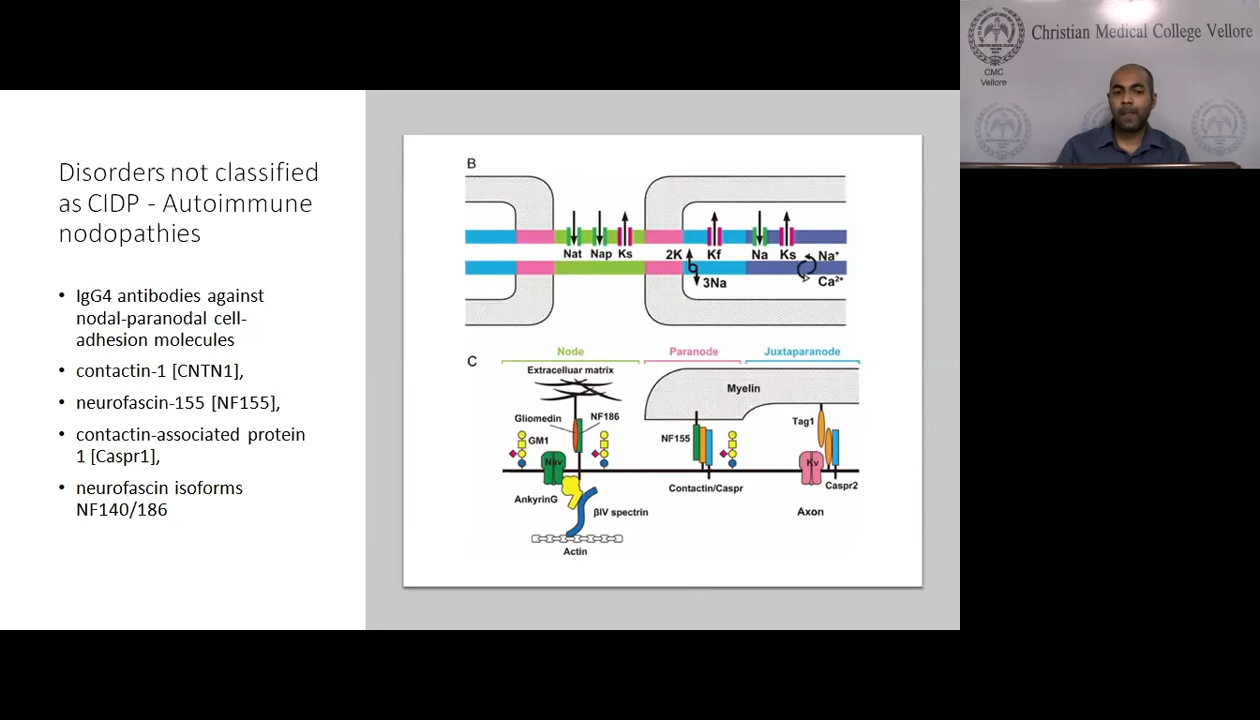 Disorders not classified
as CIDP - Autoimmune
nodopathies
• IgG4 antibodies against
nodal-paranodal cell-
adhesion molecules
• contactin-1 [CNTN1],
• neurofascin-155 [NF155],
• contactin-associated protein
1 [Caspr1],
• neurofascin isoforms
NF140/186
B
Nat Nap Ks 2K Kf Na Ks Na⁺
3Na Ca²⁺
C
Node Paranode Juxtaparanode
Extracelluar matrix
Myelin
Gliomedin NF186 Tag1
GM1 NF155
Nav Kv
Contactin/Caspr Caspr2
AnkyrinG
βIV spectrin Axon
Actin
Christian Medical College Vellore
CMC
Vellore